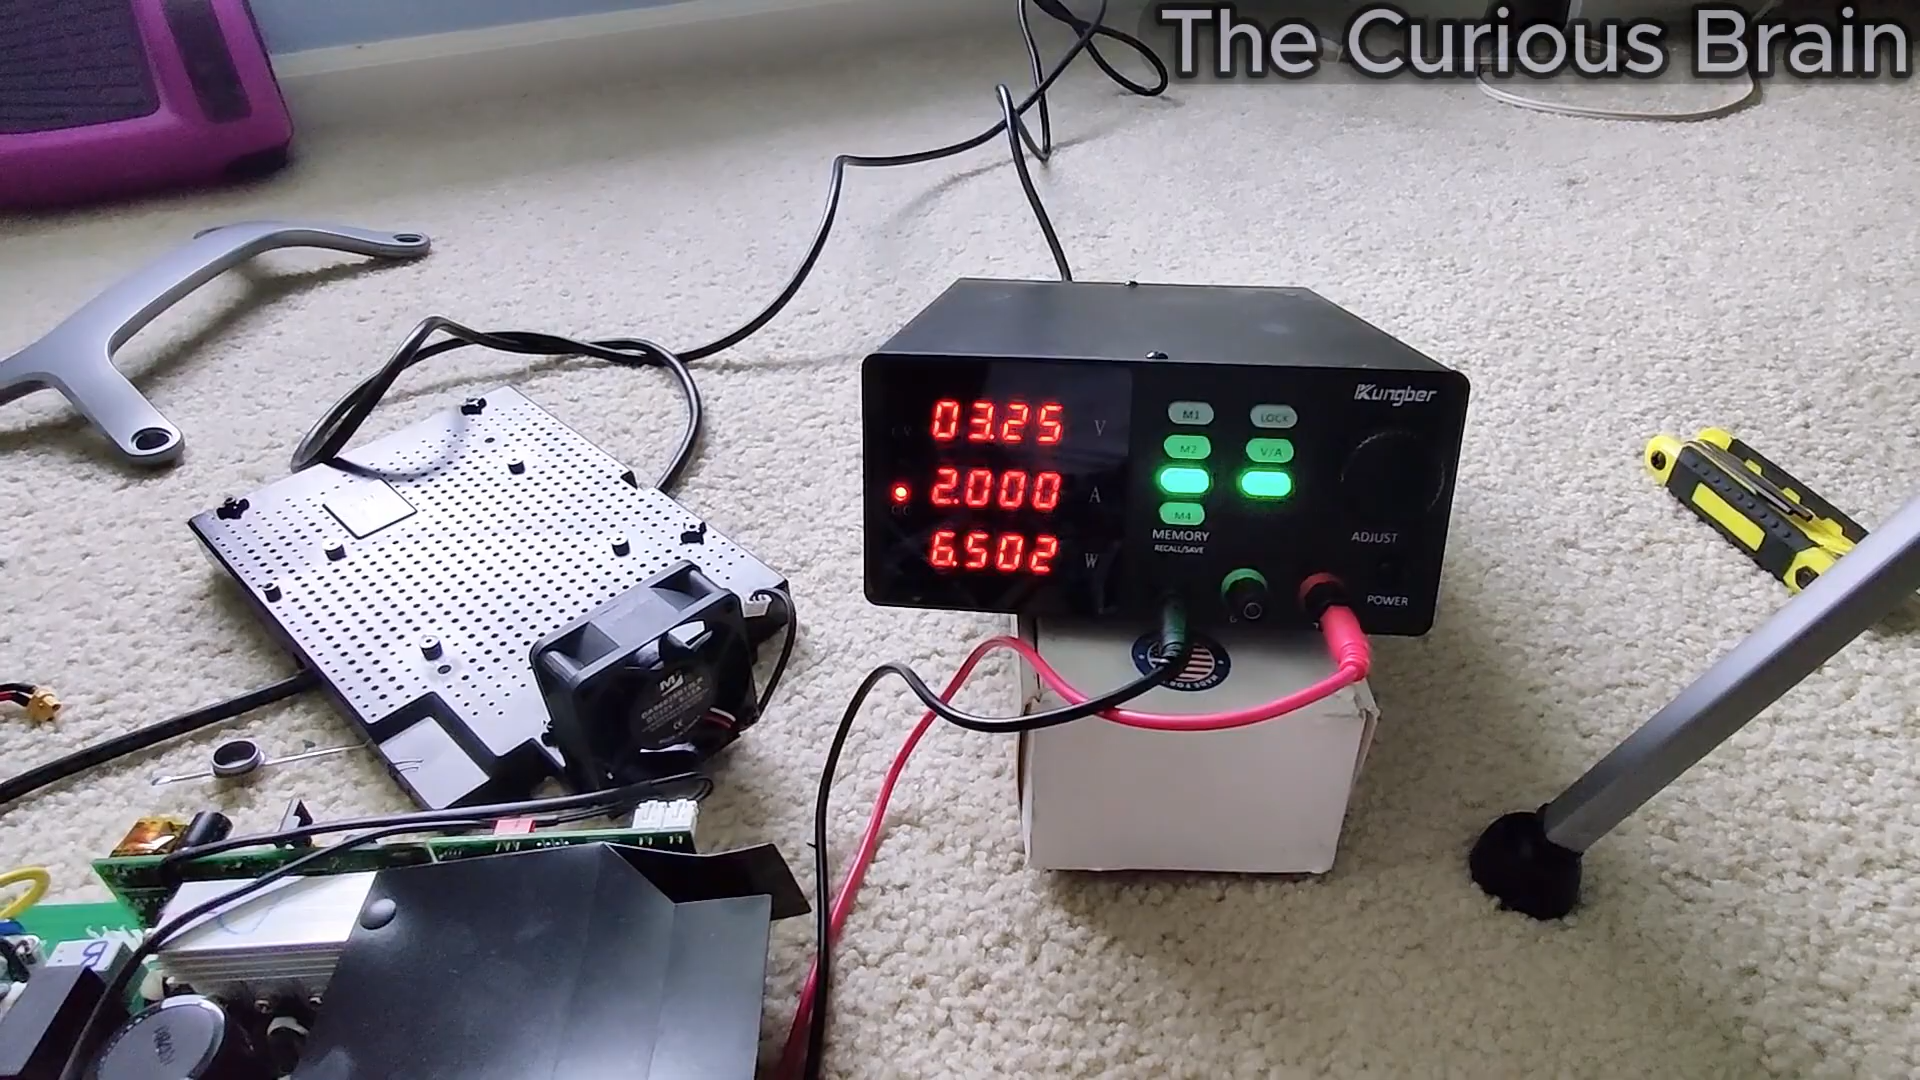 The Curious Brain
Kungber
03.25 V
2.000 A
6.502 W
CC
M1
LOCK
M2
V/A
M4
MEMORY
RECALL/SAVE
ADJUST
POWER